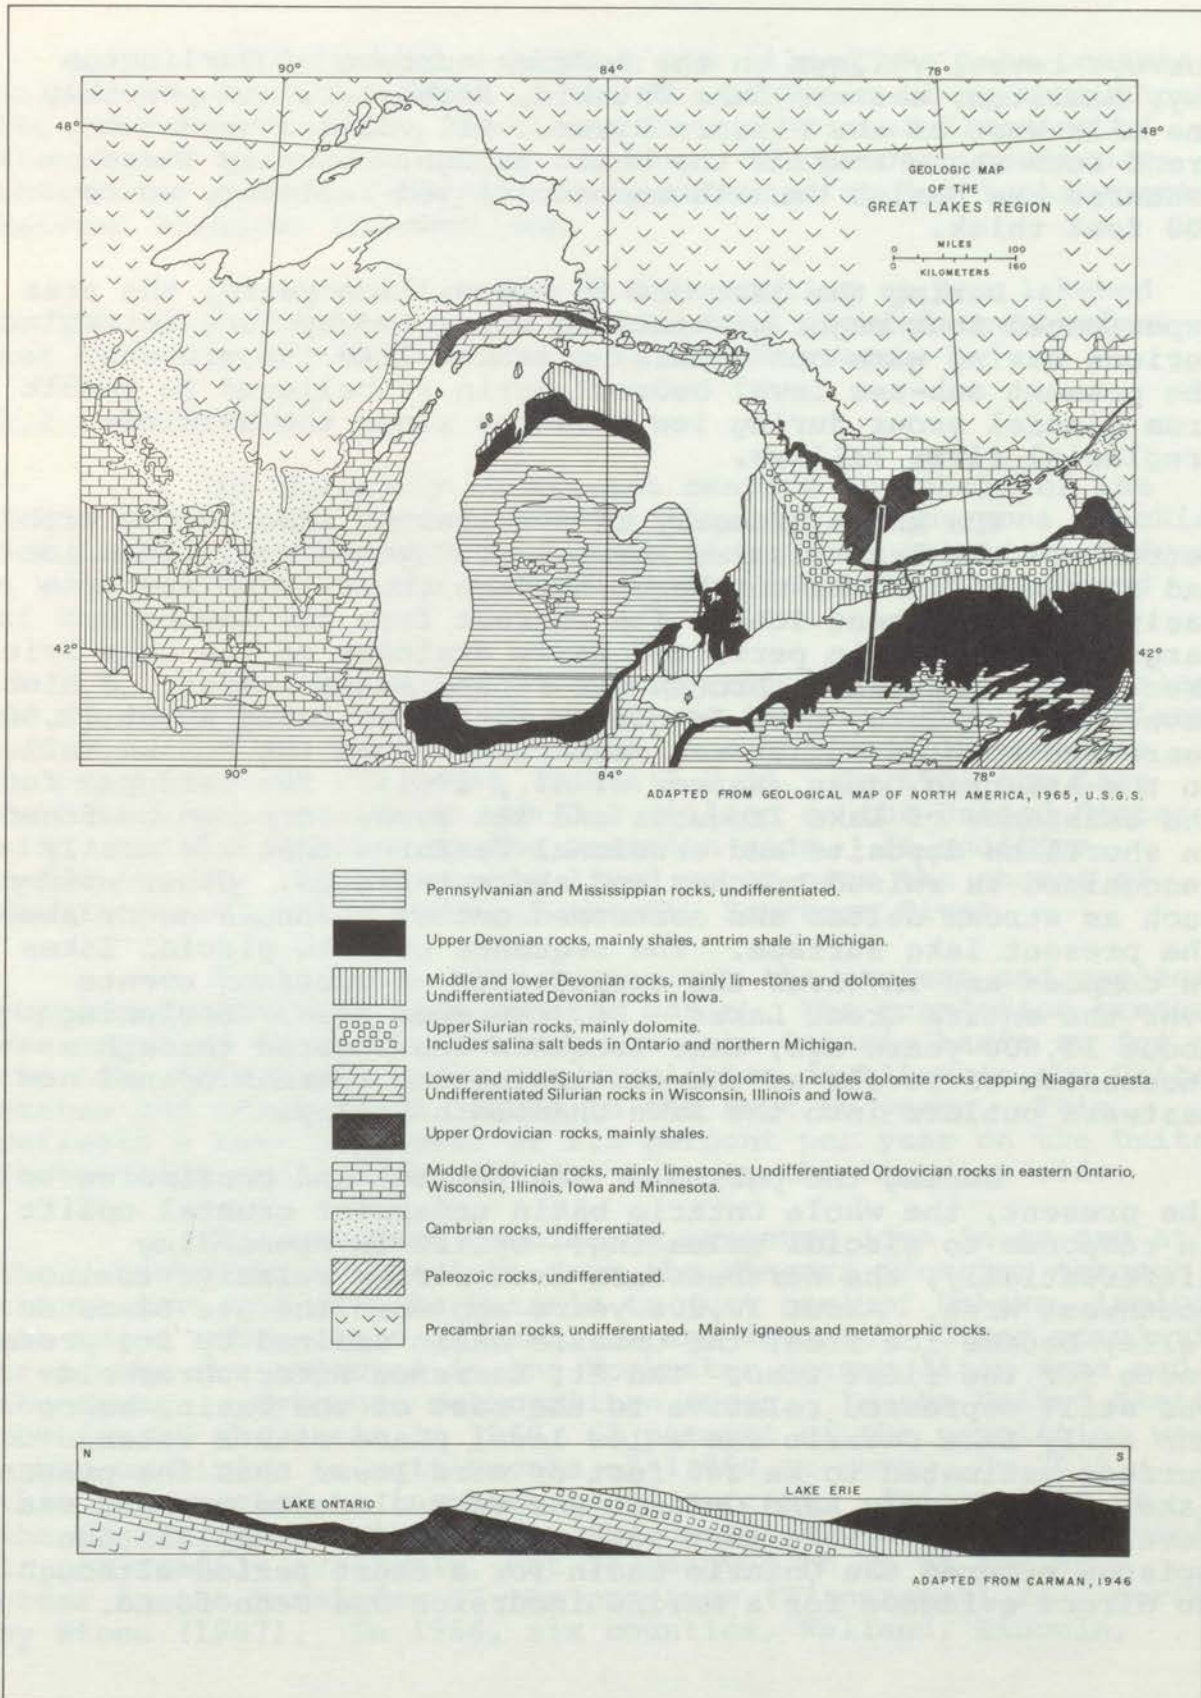 90°
84°
78°
48°
48°
GEOLOGIC MAP
OF THE
GREAT LAKES REGION
MILES
0 100
0 160
KILOMETERS
42°
42°
90°
84°
78°
ADAPTED FROM GEOLOGICAL MAP OF NORTH AMERICA, 1965, U.S.G.S.
Pennsylvanian and Mississippian rocks, undifferentiated.
Upper Devonian rocks, mainly shales, antrim shale in Michigan.
Middle and lower Devonian rocks, mainly limestones and dolomites
Undifferentiated Devonian rocks in Iowa.
Upper Silurian rocks, mainly dolomite.
Includes salina salt beds in Ontario and northern Michigan.
Lower and middle Silurian rocks, mainly dolomites. Includes dolomite rocks capping Niagara cuesta.
Undifferentiated Silurian rocks in Wisconsin, Illinois and Iowa.
Upper Ordovician rocks, mainly shales.
Middle Ordovician rocks, mainly limestones. Undifferentiated Ordovician rocks in eastern Ontario,
Wisconsin, Illinois, Iowa and Minnesota.
Cambrian rocks, undifferentiated.
Paleozoic rocks, undifferentiated.
Precambrian rocks, undifferentiated. Mainly igneous and metamorphic rocks.
N
S
LAKE ONTARIO
LAKE ERIE
ADAPTED FROM CARMAN, 1946